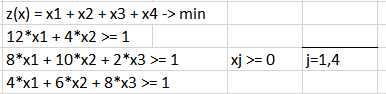 z(x) = x1 + x2 + x3 + x4 -> min
12*x1 + 4*x2 >= 1
8*x1 + 10*x2 + 2*x3 >= 1 xj >= 0 j=1,4
4*x1 + 6*x2 + 8*x3 >= 1